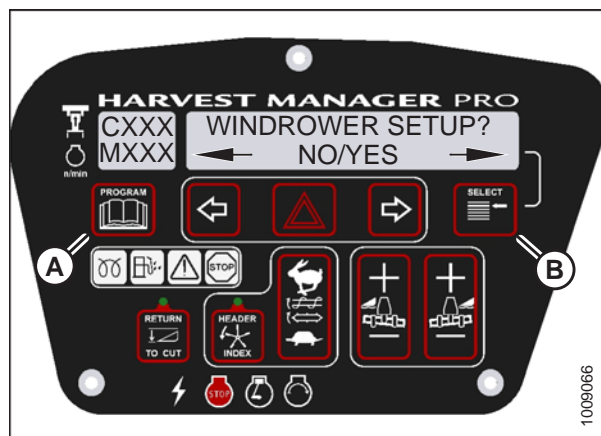 HARVEST MANAGER PRO
CXXX
MXXX
WINDROWER SETUP?
NO/YES
n/min
PROGRAM
SELECT
A
B
STOP
RETURN
TO CUT
HEADER
INDEX
STOP
1009066